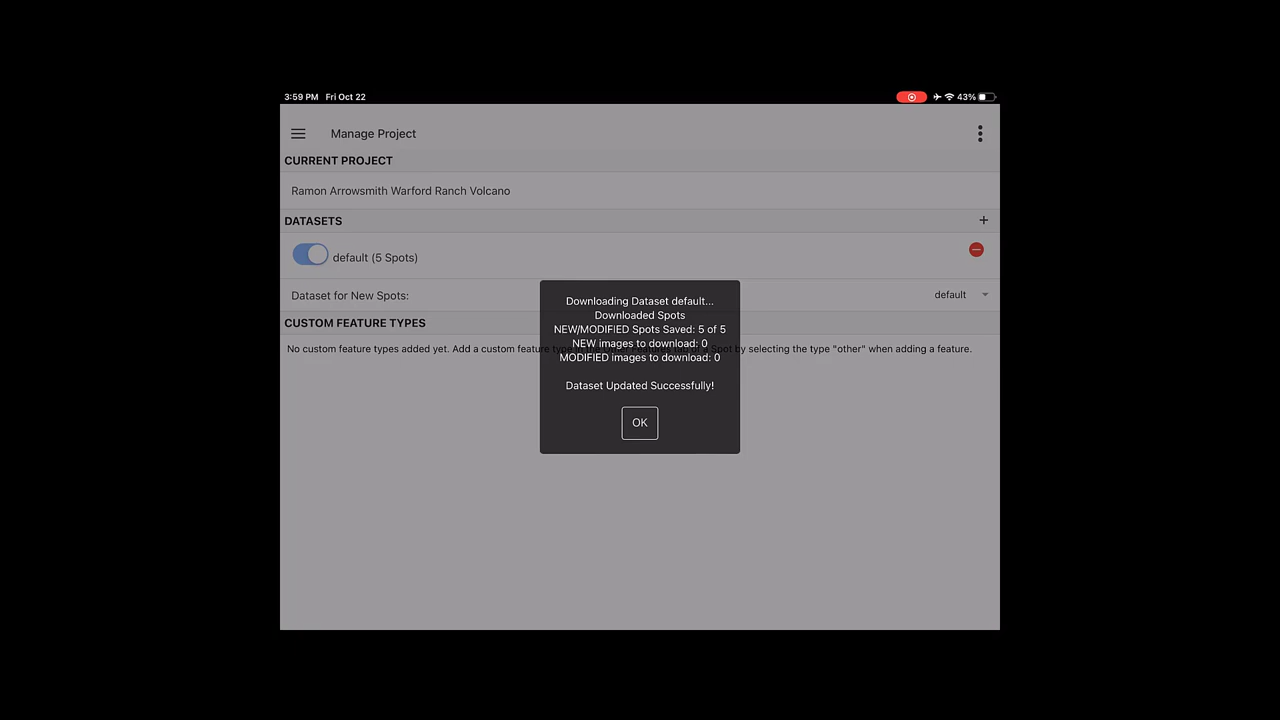 3:59 PM Fri Oct 22
43%
Manage Project
CURRENT PROJECT
Ramon Arrowsmith Warford Ranch Volcano
DATASETS
+
default (5 Spots)
Dataset for New Spots:
default
CUSTOM FEATURE TYPES
No custom feature types added yet. Add a custom feature type a Spot by selecting the type "other" when adding a feature.
Downloading Dataset default...
Downloaded Spots
NEW/MODIFIED Spots Saved: 5 of 5
NEW images to download: 0
MODIFIED images to download: 0
Dataset Updated Successfully!
OK